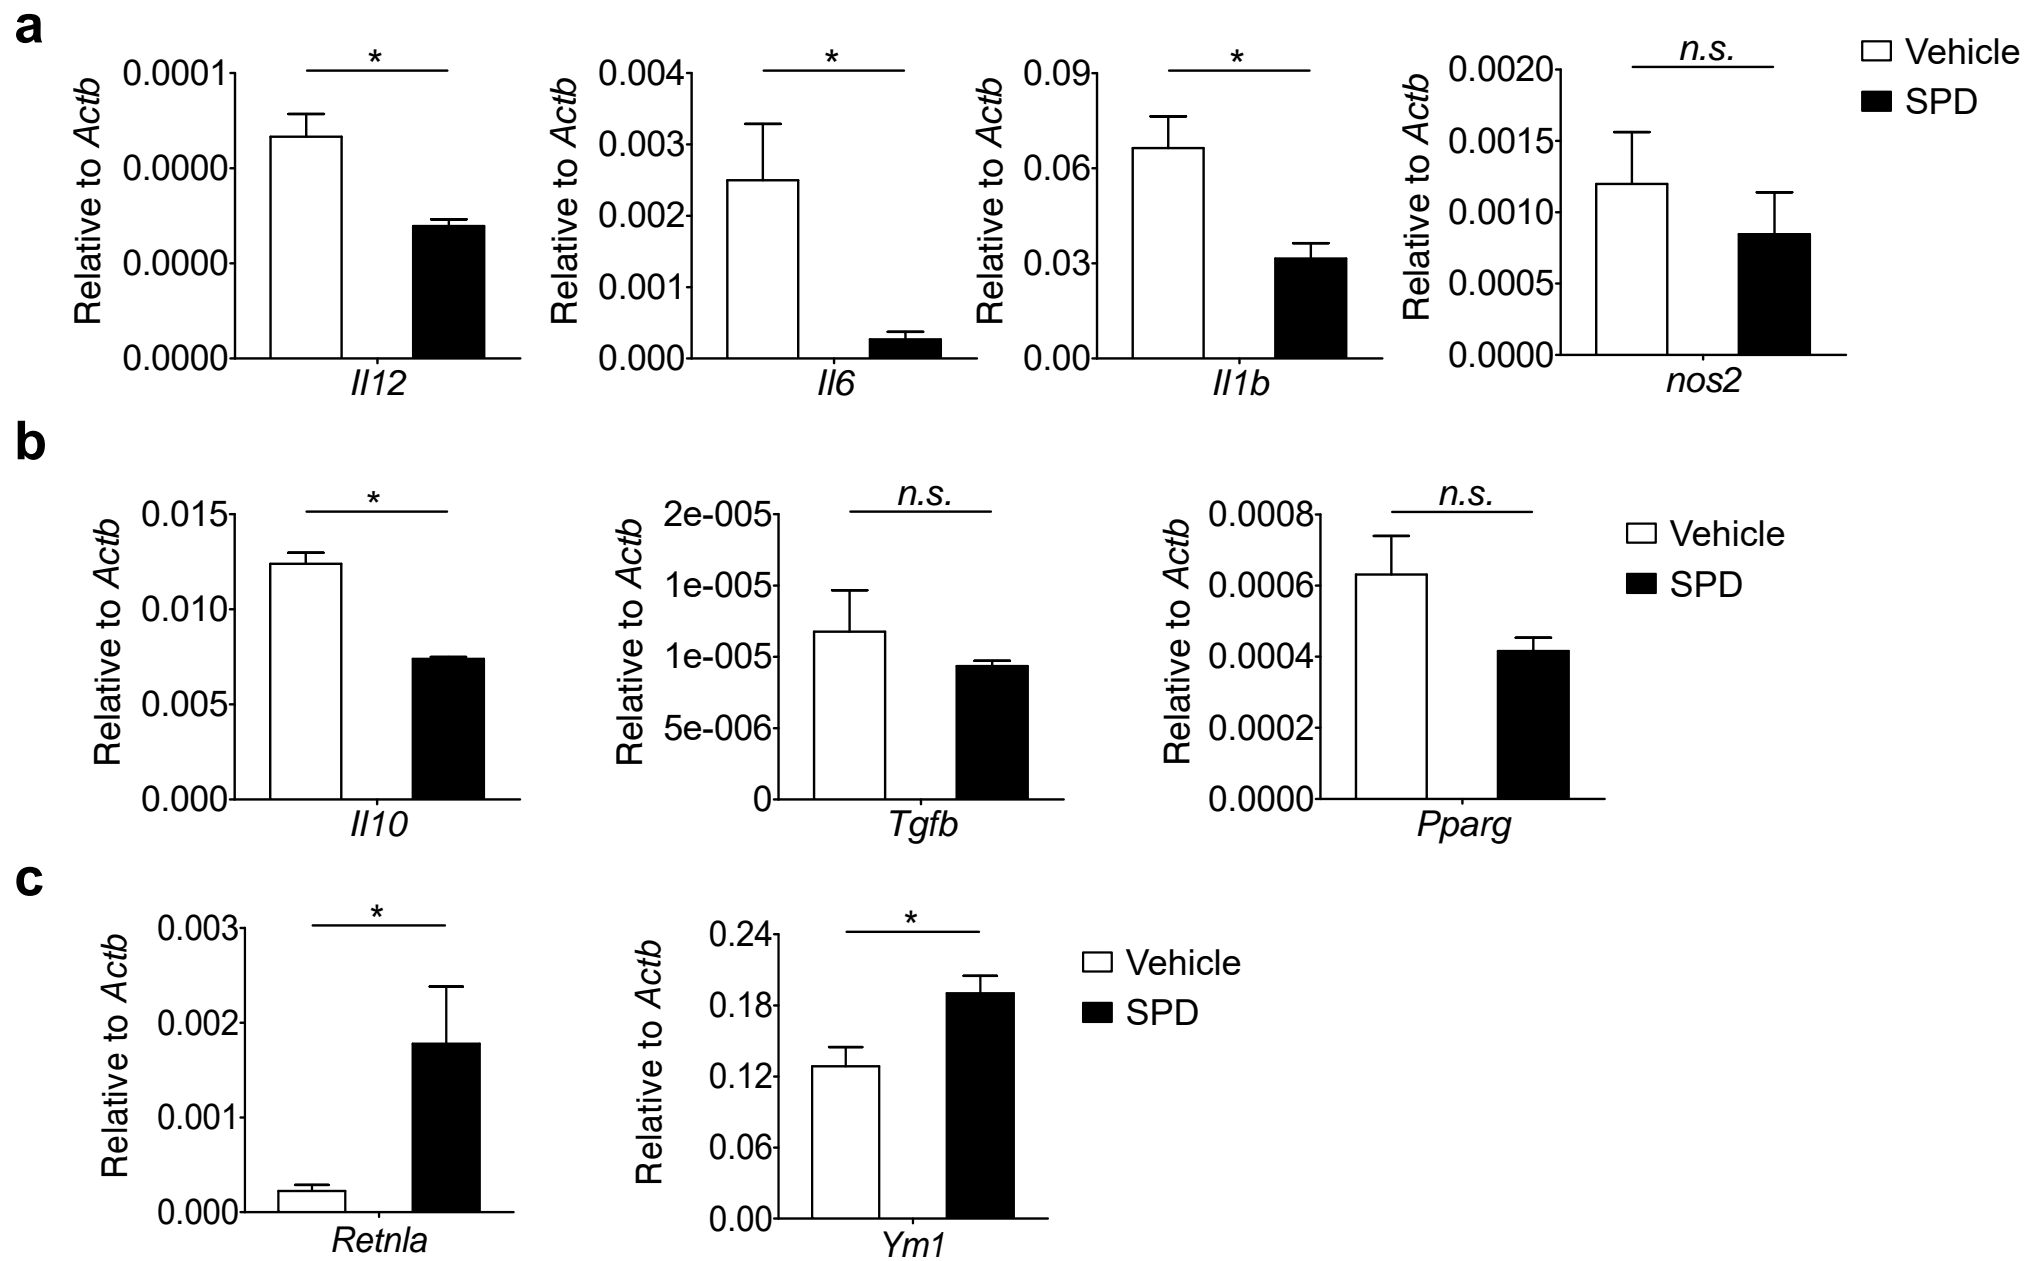 a
*
0.0001
0.0000
0.0000
0.0000
Relative to Actb
Il12
*
0.004
0.003
0.002
0.001
0.000
Relative to Actb
Il6
*
0.09
0.06
0.03
0.00
Relative to Actb
Il1b
n.s.
0.0020
0.0015
0.0010
0.0005
0.0000
Relative to Actb
nos2
Vehicle
SPD
b
*
0.015
0.010
0.005
0.000
Relative to Actb
Il10
n.s.
2e-005
1e-005
1e-005
5e-006
0
Relative to Actb
Tgfb
n.s.
0.0008
0.0006
0.0004
0.0002
0.0000
Relative to Actb
Pparg
Vehicle
SPD
c
*
0.003
0.002
0.001
0.000
Relative to Actb
Retnla
*
0.24
0.18
0.12
0.06
0.00
Relative to Actb
Ym1
Vehicle
SPD